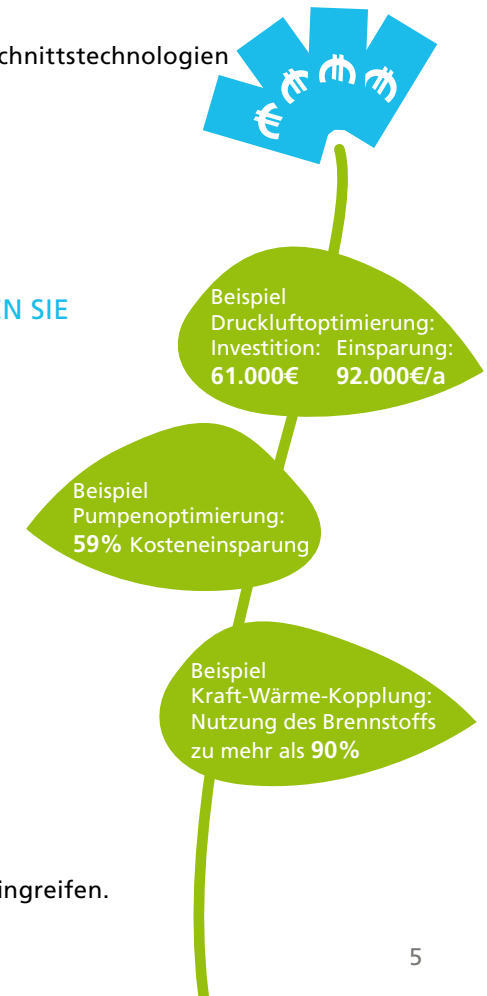 chnittstechnologien
€ € € €
EN SIE
Beispiel
Druckluftoptimierung:
Investition: Einsparung:
61.000€ 92.000€/a
Beispiel
Pumpenoptimierung:
59% Kosteneinsparung
Beispiel
Kraft-Wärme-Kopplung:
Nutzung des Brennstoffs
zu mehr als 90%
ingreifen.
5